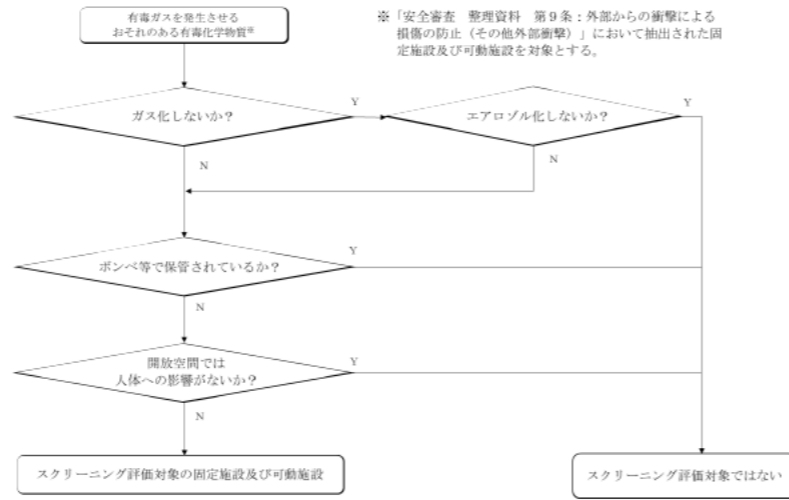 有毒ガスを発生させる
おそれのある有毒化学物質※
※「安全審査　整理資料　第9条：外部からの衝撃による
損傷の防止（その他外部衝撃）」において抽出された固
定施設及び可動施設を対象とする。
ガス化しないか？
Y
エアロゾル化しないか？
Y
N
N
ボンベ等で保管されているか？
Y
N
開放空間では
人体への影響がないか？
Y
N
スクリーニング評価対象の固定施設及び可動施設
スクリーニング評価対象ではない